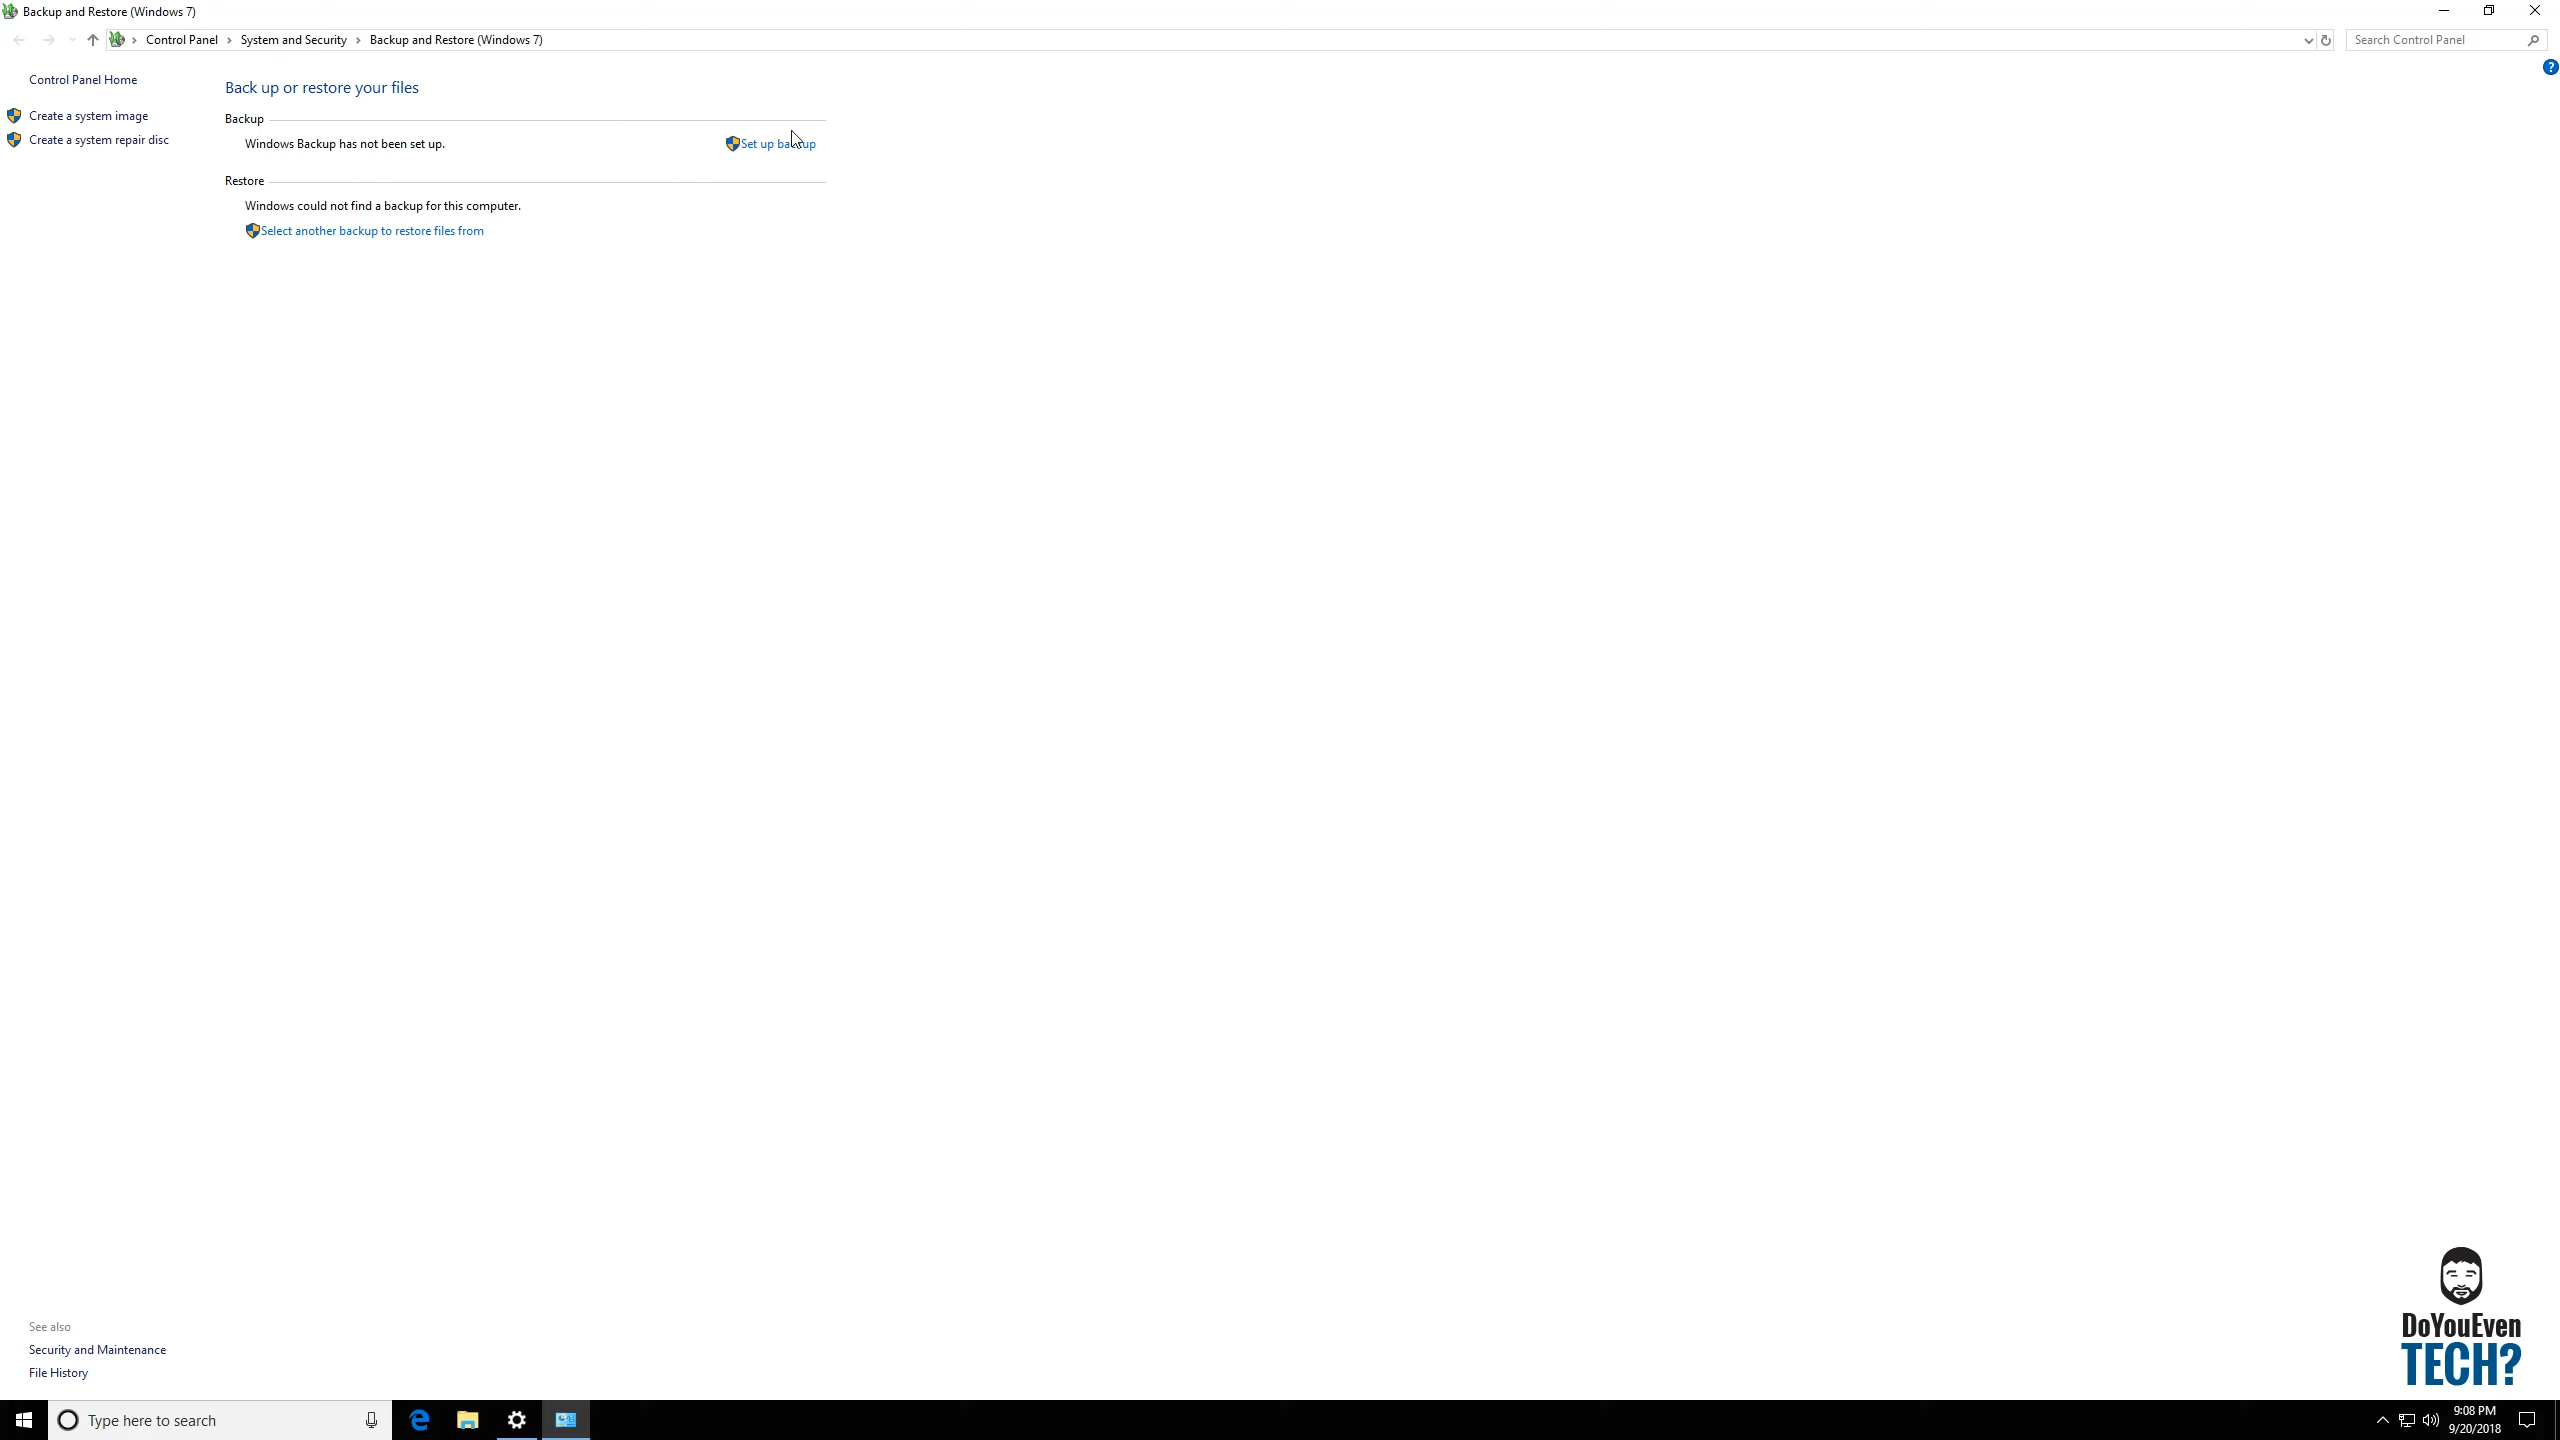 Backup and Restore (Windows 7)
Control Panel › System and Security › Backup and Restore (Windows 7)
Search Control Panel
Control Panel Home
Create a system image
Create a system repair disc
Back up or restore your files
Backup
Windows Backup has not been set up.
Set up backup
Restore
Windows could not find a backup for this computer.
Select another backup to restore files from
See also
Security and Maintenance
File History
DoYouEven
TECH?
Type here to search
9:08 PM
9/20/2018